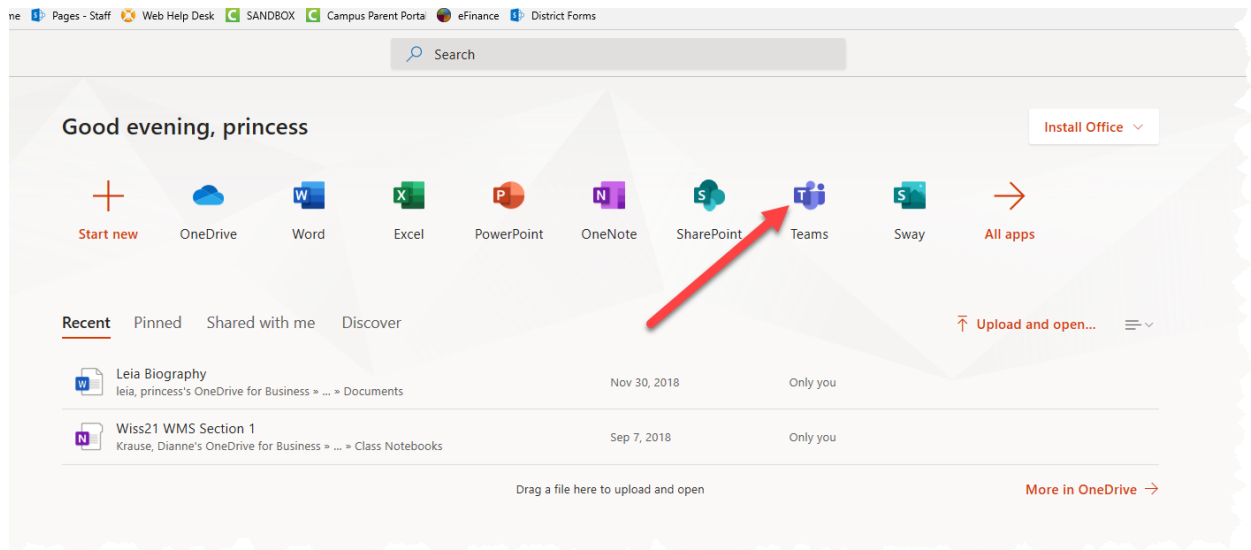 me Pages - Staff Web Help Desk SANDBOX Campus Parent Portal eFinance District Forms
Search
Good evening, princess
Install Office
Start new OneDrive Word Excel PowerPoint OneNote SharePoint Teams Sway All apps
Recent Pinned Shared with me Discover
Upload and open...
Leia Biography
leia, princess's OneDrive for Business » ... » Documents
Nov 30, 2018
Only you
Wiss21 WMS Section 1
Krause, Dianne's OneDrive for Business » ... » Class Notebooks
Sep 7, 2018
Only you
Drag a file here to upload and open
More in OneDrive